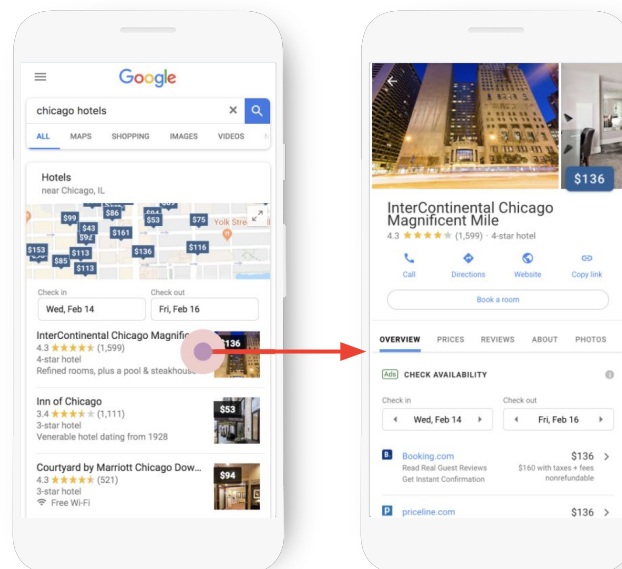 Google
chicago hotels
ALL MAPS SHOPPING IMAGES VIDEOS
Hotels
near Chicago, IL
$99
$86
$53
$75
$43
$92
$161
$153
$113
$136
$116
$85
$113
Check in
Check out
Wed, Feb 14
Fri, Feb 16
InterContinental Chicago Magnific
4.3 ★★★★★ (1,599)
4-star hotel
Refined rooms, plus a pool & steakhouse
136
Inn of Chicago
3.4 ★★★★★ (1,111)
3-star hotel
Venerable hotel dating from 1928
$53
Courtyard by Marriott Chicago Dow...
4.3 ★★★★★ (521)
3-star hotel
Free Wi-Fi
$94
$136
InterContinental Chicago
Magnificent Mile
4.3 ★★★★★ (1,599) · 4-star hotel
Call Directions Website Copy link
Book a room
OVERVIEW PRICES REVIEWS ABOUT PHOTOS
Ads CHECK AVAILABILITY
Check in
Check out
Wed, Feb 14
Fri, Feb 16
B.
Booking.com $136
Read Real Guest Reviews $160 with taxes + fees
Get Instant Confirmation nonrefundable
p
priceline.com $136